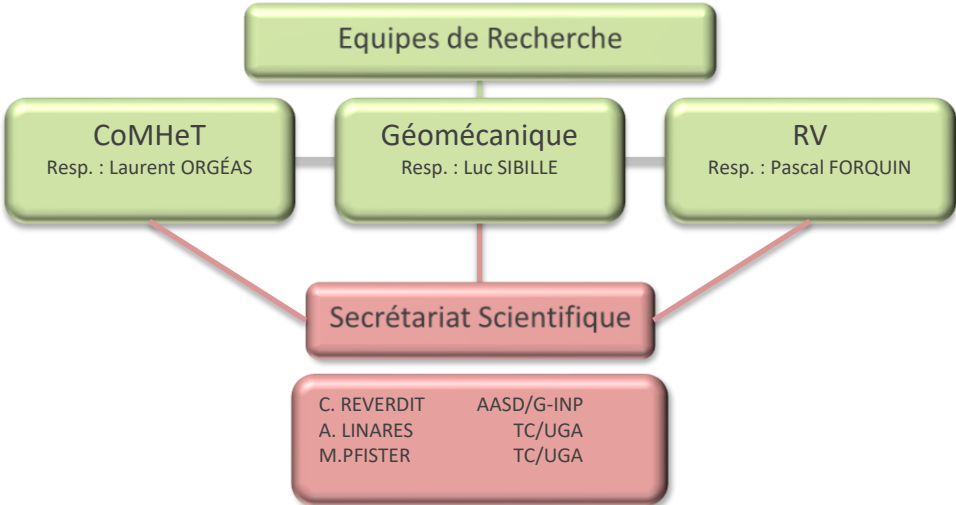 Equipes de Recherche
CoMHeT
Resp. : Laurent ORGÉAS
Géomécanique
Resp. : Luc SIBILLE
RV
Resp. : Pascal FORQUIN
Secrétariat Scientifique
C. REVERDIT AASD/G-INP
A. LINARES TC/UGA
M.PFISTER TC/UGA